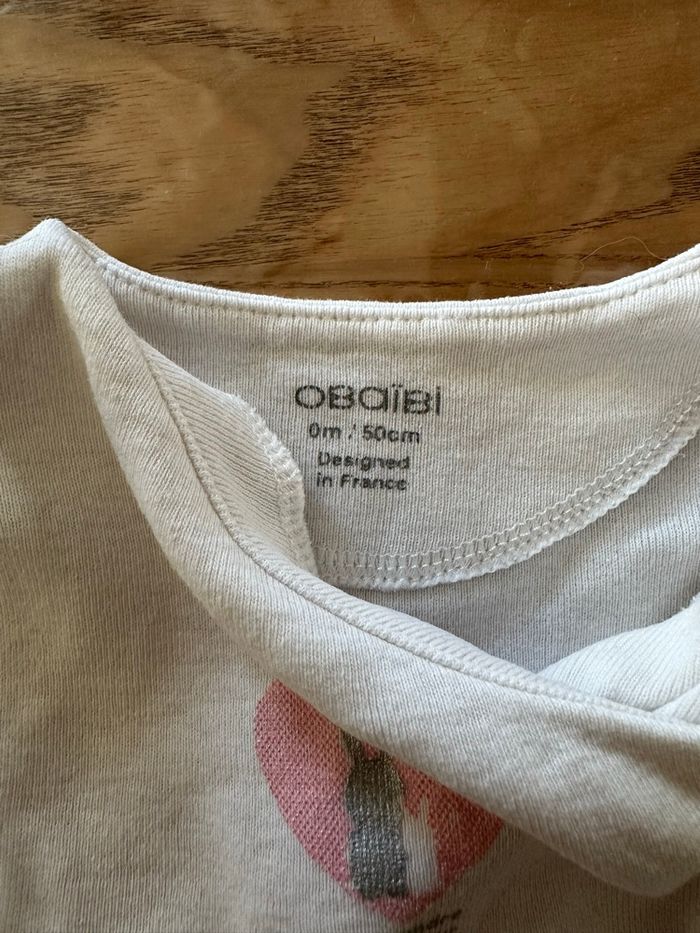 OBaïBi
0m / 50cm
Designed
in France